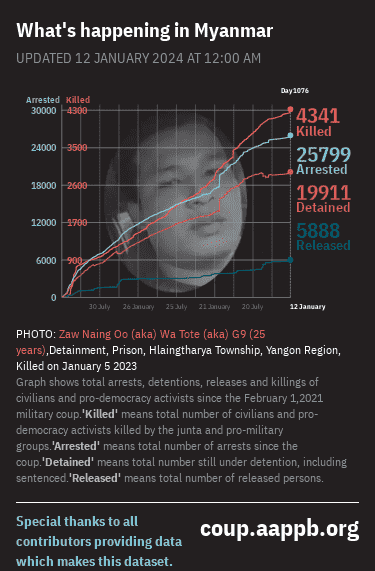 What's happening in Myanmar
UPDATED 12 JANUARY 2024 AT 12:00 AM
Day1076
Arrested Killed
30000 4300
24000 3500
18000 2600
12000 1700
6000 900
0
4341
Killed
25799
Arrested
19911
Detained
5888
Released
30 July 26 January 25 July 21 January 20 July 12 January
PHOTO: Zaw Naing Oo (aka) Wa Tote (aka) G9 (25
years),Detainment, Prison, Hlaingtharya Township, Yangon Region,
Killed on January 5 2023
Graph shows total arrests, detentions, releases and killings of
civilians and pro-democracy activists since the February 1,2021
military coup.'Killed' means total number of civilians and pro-
democracy activists killed by the junta and pro-military
groups.'Arrested' means total number of arrests since the
coup.'Detained' means total number still under detention, including
sentenced.'Released' means total number of released persons.
Special thanks to all
contributors providing data
which makes this dataset.
coup.aappb.org